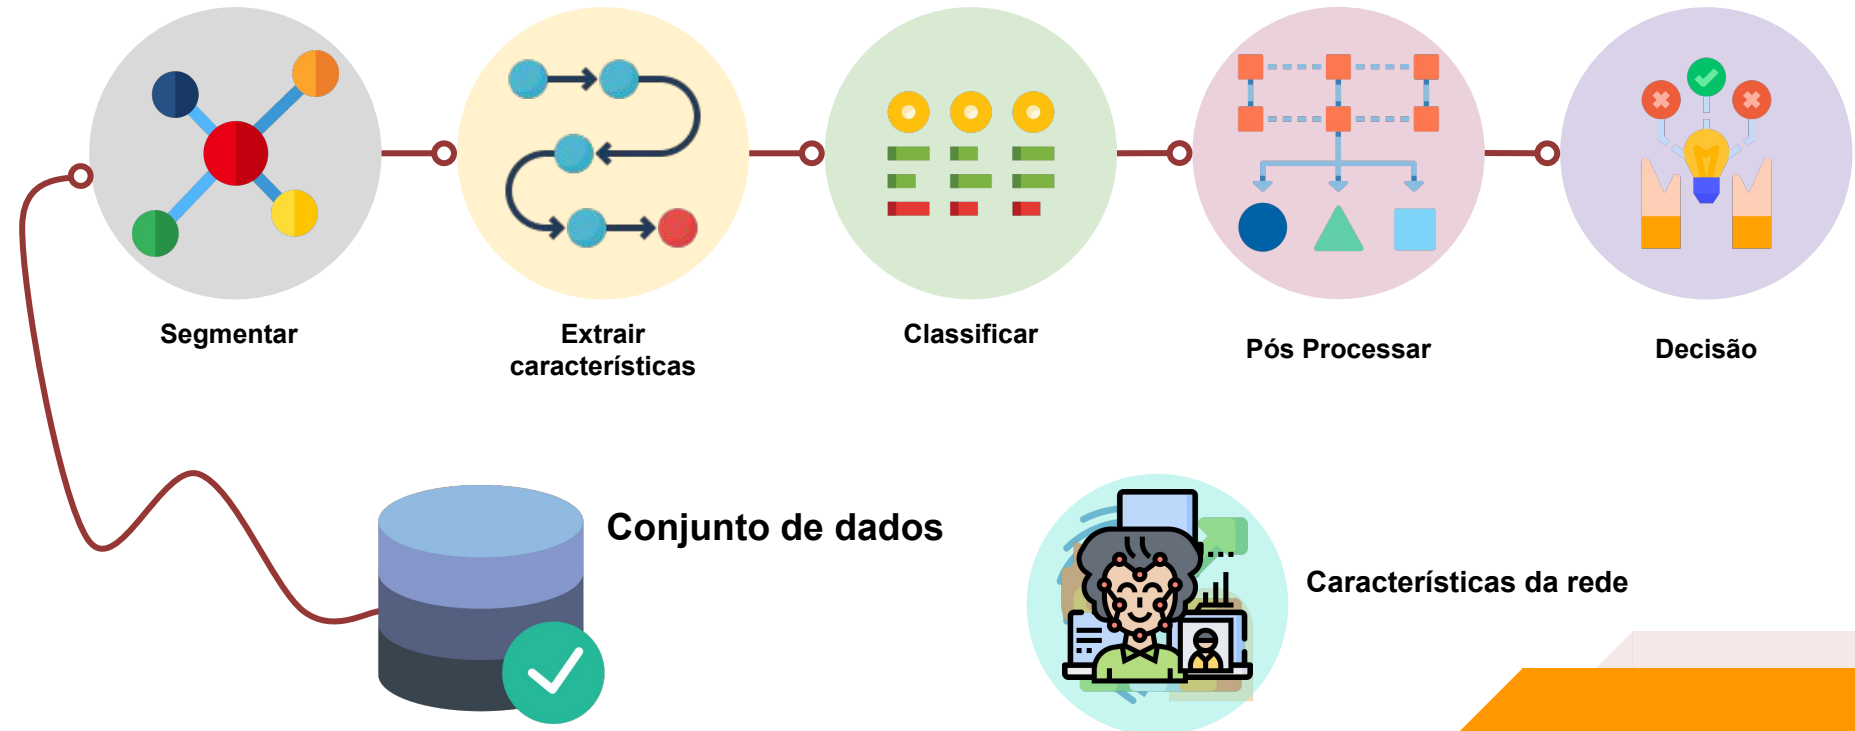 Segmentar
Extrair
características
Classificar
Pós Processar
Decisão
Conjunto de dados
Características da rede